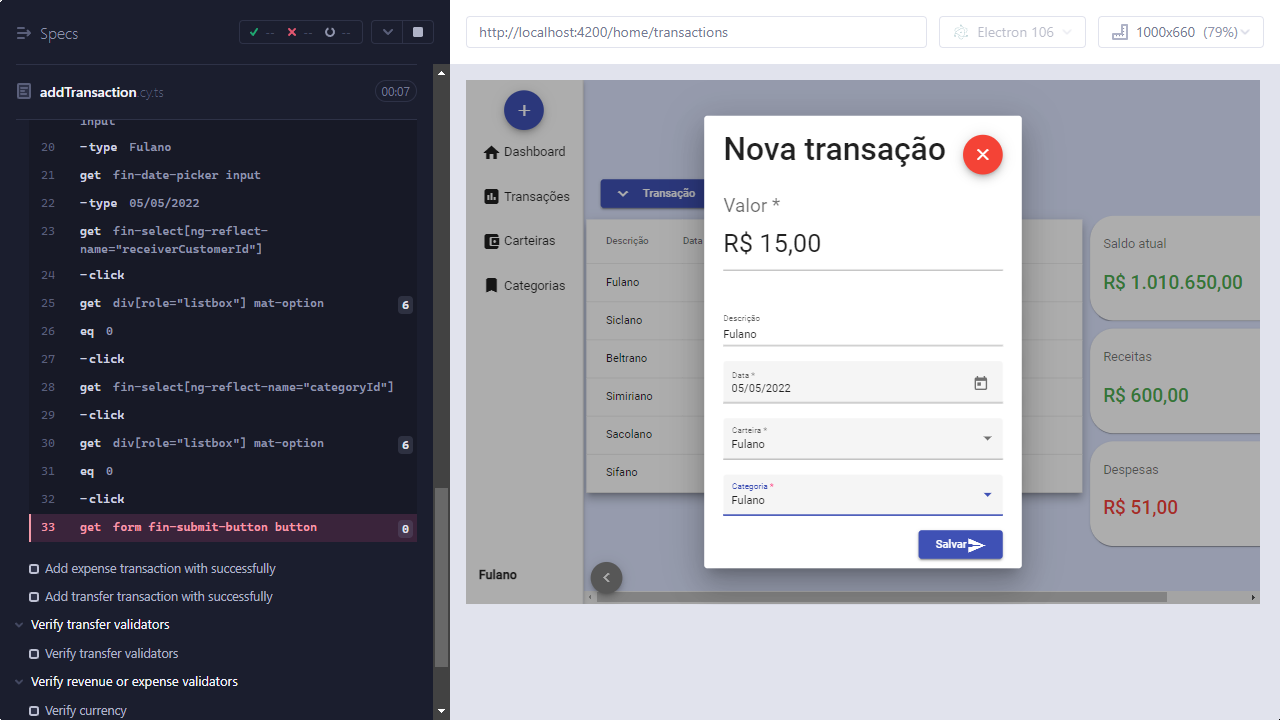 Specs
-- -- --
addTransaction.cy.ts
00:07
input
20 -type Fulano
21 get fin-date-picker input
22 -type 05/05/2022
23 get fin-select[ng-reflect-
name="receiverCustomerId"]
24 -click
25 get div[role="listbox"] mat-option 6
26 eq 0
27 -click
28 get fin-select[ng-reflect-name="categoryId"]
29 -click
30 get div[role="listbox"] mat-option 6
31 eq 0
32 -click
33 get form fin-submit-button button 0
Add expense transaction with successfully
Add transfer transaction with successfully
Verify transfer validators
Verify transfer validators
Verify revenue or expense validators
Verify currency
http://localhost:4200/home/transactions
Electron 106
1000x660 (79%)
+
Dashboard
Transações
Carteiras
Categorias
Fulano
Transação
Descrição Data
Fulano
Siclano
Beltrano
Simiriano
Sacolano
Sifano
Nova transação
Valor *
R$ 15,00
Descrição
Fulano
Data *
05/05/2022
Carteira *
Fulano
Categoria *
Fulano
Salvar
Saldo atual
R$ 1.010.650,00
Receitas
R$ 600,00
Despesas
R$ 51,00